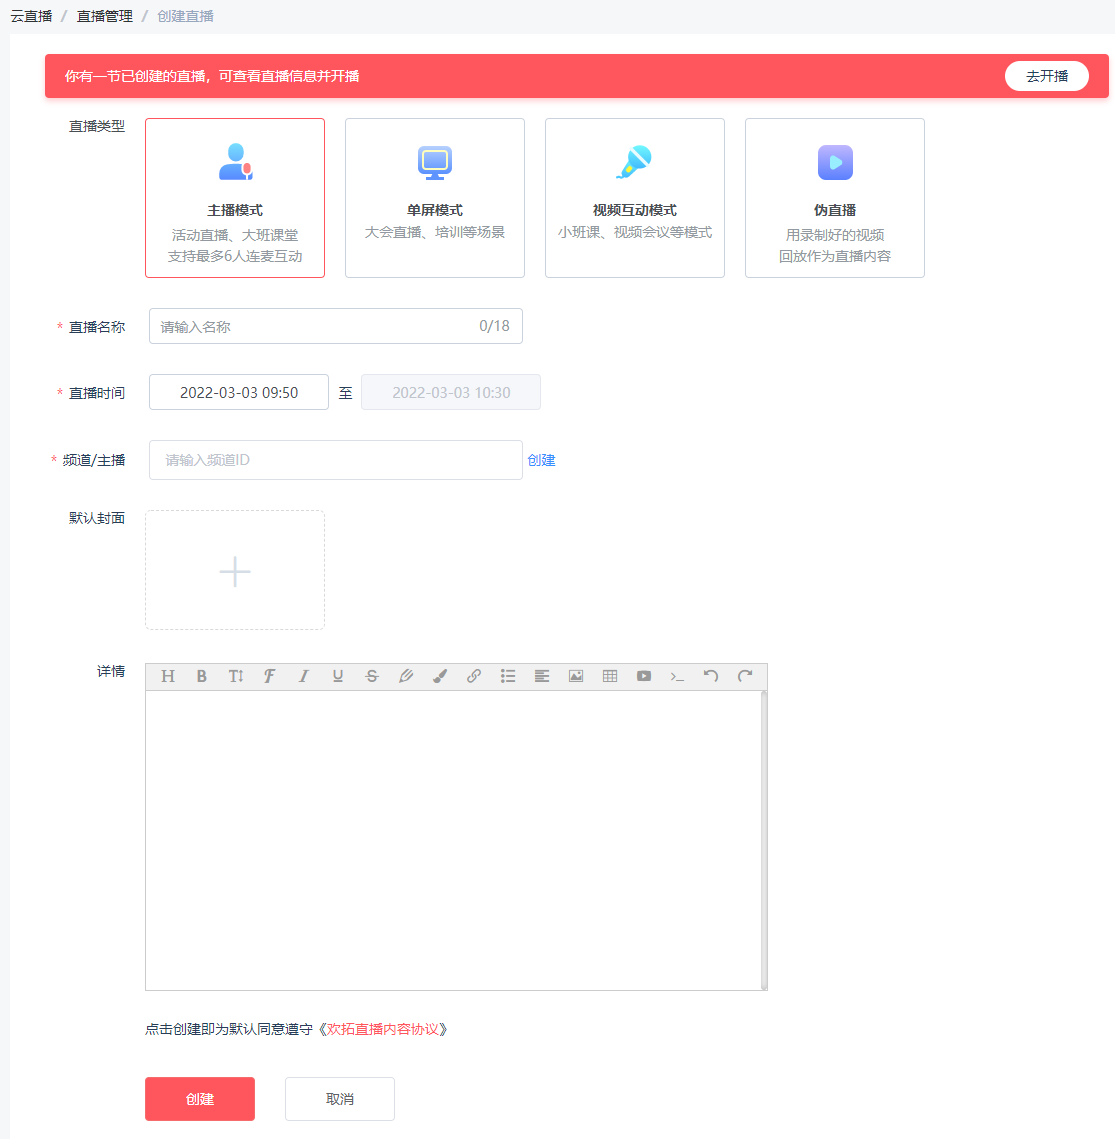 云直播 / 直播管理 / 创建直播
你有一节已创建的直播，可查看直播信息并开播
去开播
直播类型
主播模式
活动直播、大班课堂
支持最多6人连麦互动
单屏模式
大会直播、培训等场景
视频互动模式
小班课、视频会议等模式
伪直播
用录制好的视频
回放作为直播内容
* 直播名称 请输入名称 0/18
* 直播时间 2022-03-03 09:50 至 2022-03-03 10:30
* 频道/主播 请输入频道ID 创建
默认封面
详情
点击创建即为默认同意遵守《欢拓直播内容协议》
创建 取消